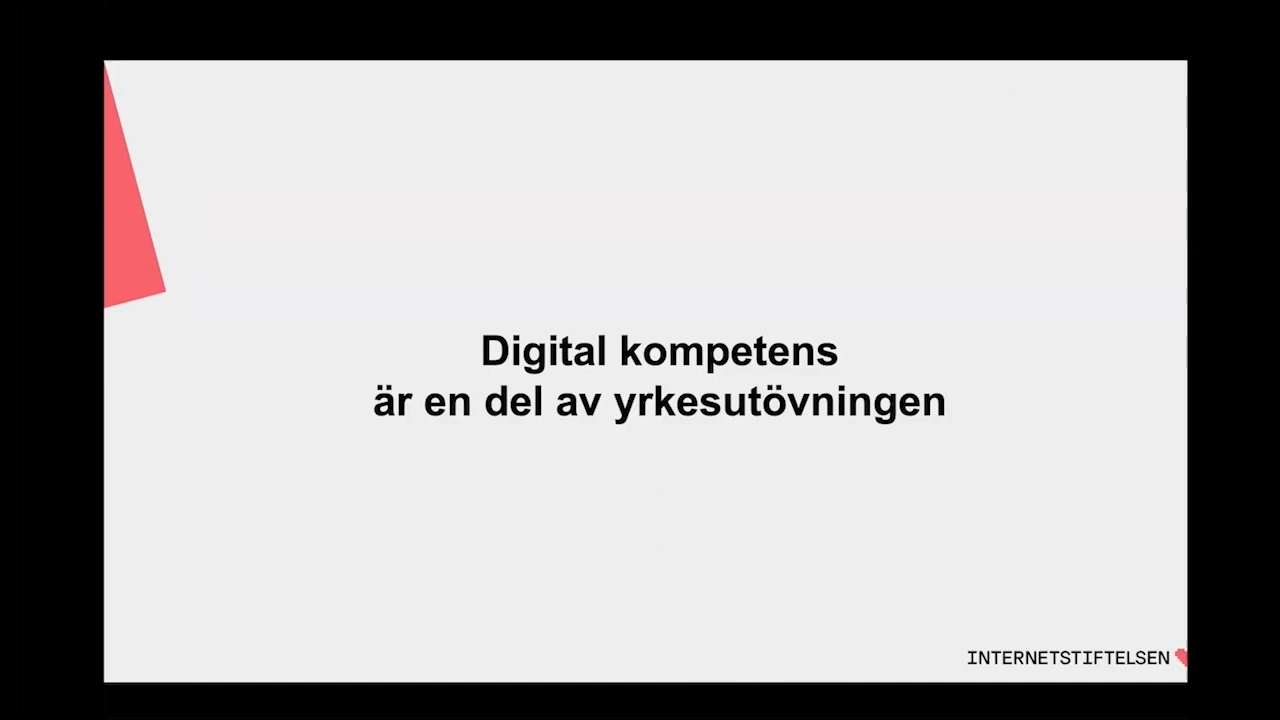 Digital kompetens
är en del av yrkesutövningen
INTERNETSTIFTELSEN